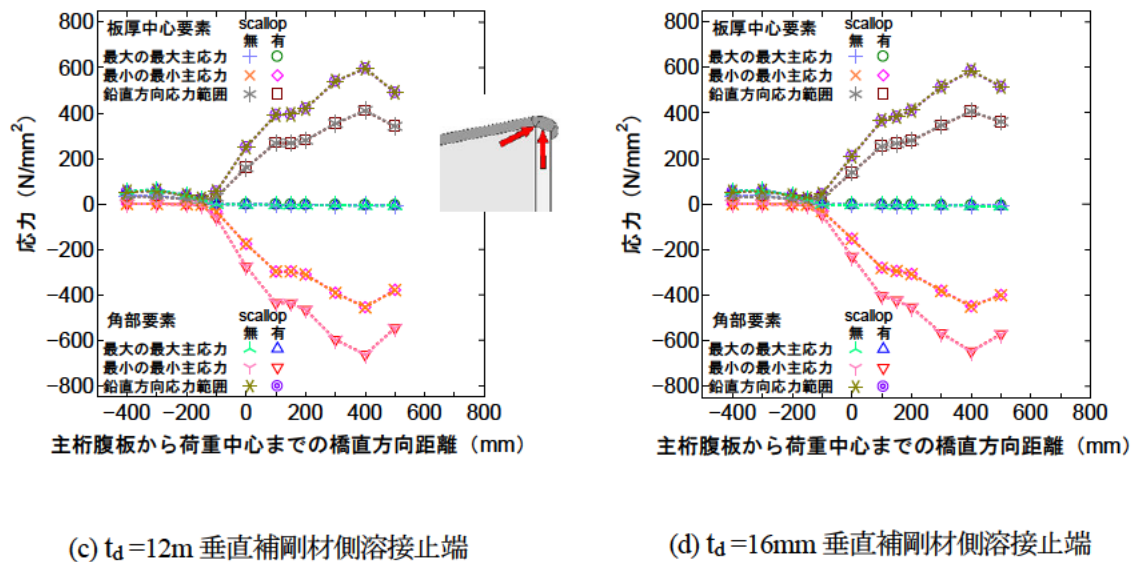 800
板厚中心要素 scallop
無 有
最大の最大主応力
最小の最小主応力
鉛直方向応力範囲
600
400
200
0
−200
−400
−600
−800
応力 (N/mm²)
角部要素 scallop
無 有
最大の最大主応力
最小の最小主応力
鉛直方向応力範囲
−400 −200 0 200 400 600 800
主桁腹板から荷重中心までの橋直方向距離 (mm)
(c) td =12m 垂直補剛材側溶接止端
800
板厚中心要素 scallop
無 有
最大の最大主応力
最小の最小主応力
鉛直方向応力範囲
600
400
200
0
−200
−400
−600
−800
応力 (N/mm²)
角部要素 scallop
無 有
最大の最大主応力
最小の最小主応力
鉛直方向応力範囲
−400 −200 0 200 400 600 800
主桁腹板から荷重中心までの橋直方向距離 (mm)
(d) td =16mm 垂直補剛材側溶接止端